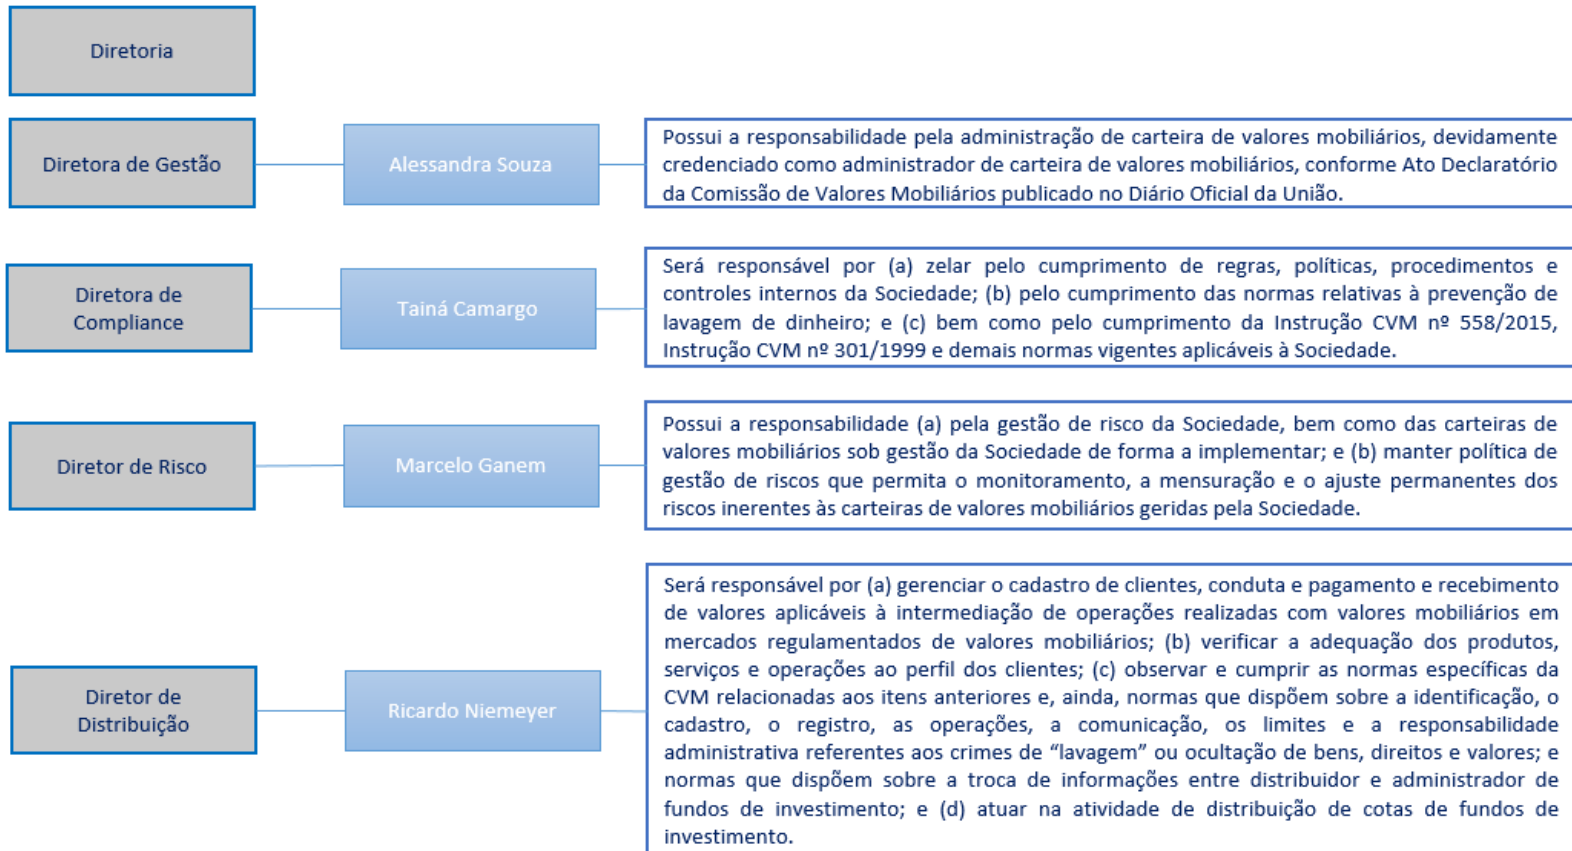 Diretoria
Diretora de Gestão
Alessandra Souza
Possui a responsabilidade pela administração de carteira de valores mobiliários, devidamente
credenciado como administrador de carteira de valores mobiliários, conforme Ato Declaratório
da Comissão de Valores Mobiliários publicado no Diário Oficial da União.
Diretora de
Compliance
Tainá Camargo
Será responsável por (a) zelar pelo cumprimento de regras, políticas, procedimentos e
controles internos da Sociedade; (b) pelo cumprimento das normas relativas à prevenção de
lavagem de dinheiro; e (c) bem como pelo cumprimento da Instrução CVM nº 558/2015,
Instrução CVM nº 301/1999 e demais normas vigentes aplicáveis à Sociedade.
Diretor de Risco
Marcelo Ganem
Possui a responsabilidade (a) pela gestão de risco da Sociedade, bem como das carteiras de
valores mobiliários sob gestão da Sociedade de forma a implementar; e (b) manter política de
gestão de riscos que permita o monitoramento, a mensuração e o ajuste permanentes dos
riscos inerentes às carteiras de valores mobiliários geridas pela Sociedade.
Diretor de
Distribuição
Ricardo Niemeyer
Será responsável por (a) gerenciar o cadastro de clientes, conduta e pagamento e recebimento
de valores aplicáveis à intermediação de operações realizadas com valores mobiliários em
mercados regulamentados de valores mobiliários; (b) verificar a adequação dos produtos,
serviços e operações ao perfil dos clientes; (c) observar e cumprir as normas específicas da
CVM relacionadas aos itens anteriores e, ainda, normas que dispõem sobre a identificação, o
cadastro, o registro, as operações, a comunicação, os limites e a responsabilidade
administrativa referentes aos crimes de “lavagem” ou ocultação de bens, direitos e valores; e
normas que dispõem sobre a troca de informações entre distribuidor e administrador de
fundos de investimento; e (d) atuar na atividade de distribuição de cotas de fundos de
investimento.